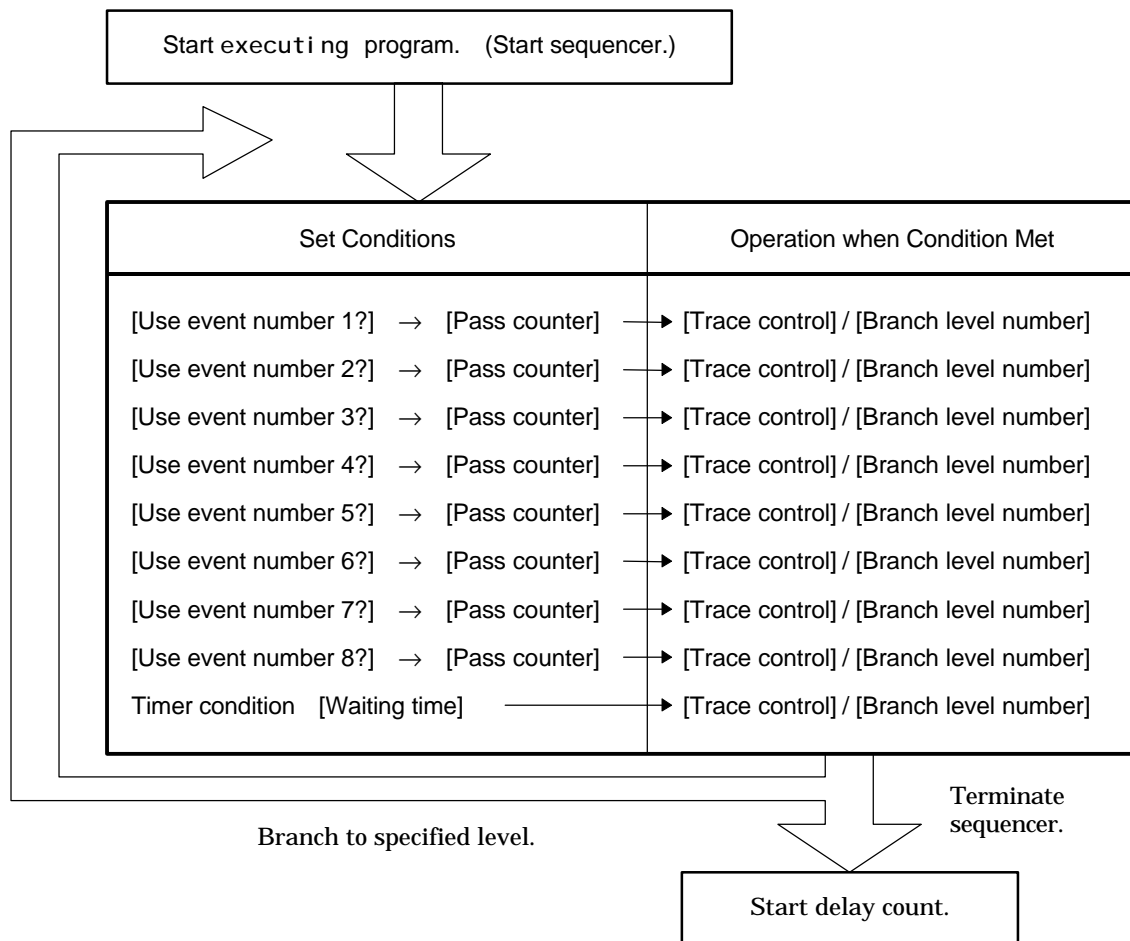 Start executing program. (Start sequencer.)
Set Conditions Operation when Condition Met
[Use event number 1?] → [Pass counter] → [Trace control] / [Branch level number]
[Use event number 2?] → [Pass counter] → [Trace control] / [Branch level number]
[Use event number 3?] → [Pass counter] → [Trace control] / [Branch level number]
[Use event number 4?] → [Pass counter] → [Trace control] / [Branch level number]
[Use event number 5?] → [Pass counter] → [Trace control] / [Branch level number]
[Use event number 6?] → [Pass counter] → [Trace control] / [Branch level number]
[Use event number 7?] → [Pass counter] → [Trace control] / [Branch level number]
[Use event number 8?] → [Pass counter] → [Trace control] / [Branch level number]
Timer condition [Waiting time] → [Trace control] / [Branch level number]
Terminate
sequencer.
Branch to specified level.
Start delay count.